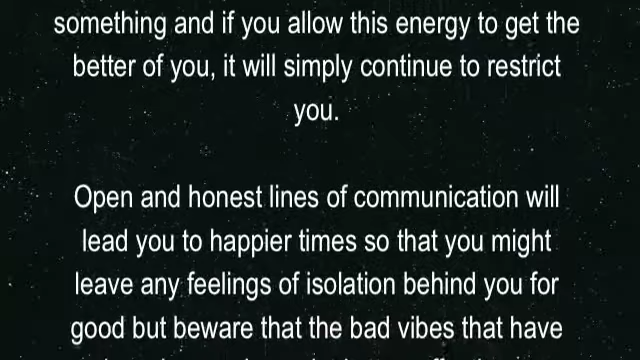 something and if you allow this energy to get the
better of you, it will simply continue to restrict
you.
Open and honest lines of communication will
lead you to happier times so that you might
leave any feelings of isolation behind you for
good but beware that the bad vibes that have